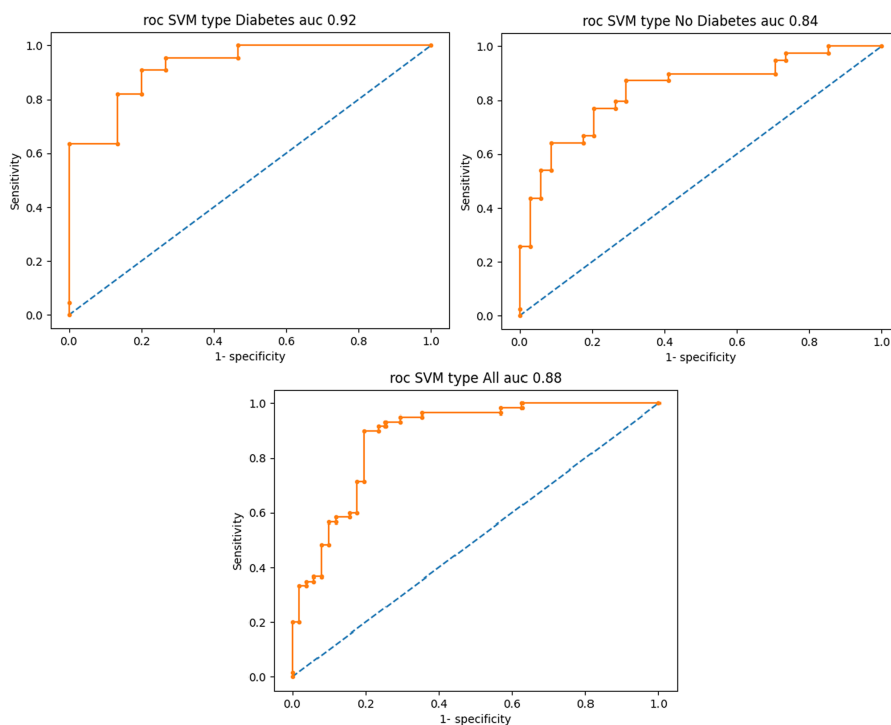 roc SVM type Diabetes auc 0.92
1.0
0.8
0.6
0.4
0.2
0.0
Sensitivity
0.0 0.2 0.4 0.6 0.8 1.0
1- specificity
roc SVM type No Diabetes auc 0.84
1.0
0.8
0.6
0.4
0.2
0.0
Sensitivity
0.0 0.2 0.4 0.6 0.8 1.0
1- specificity
roc SVM type All auc 0.88
1.0
0.8
0.6
0.4
0.2
0.0
Sensitivity
0.0 0.2 0.4 0.6 0.8 1.0
1- specificity